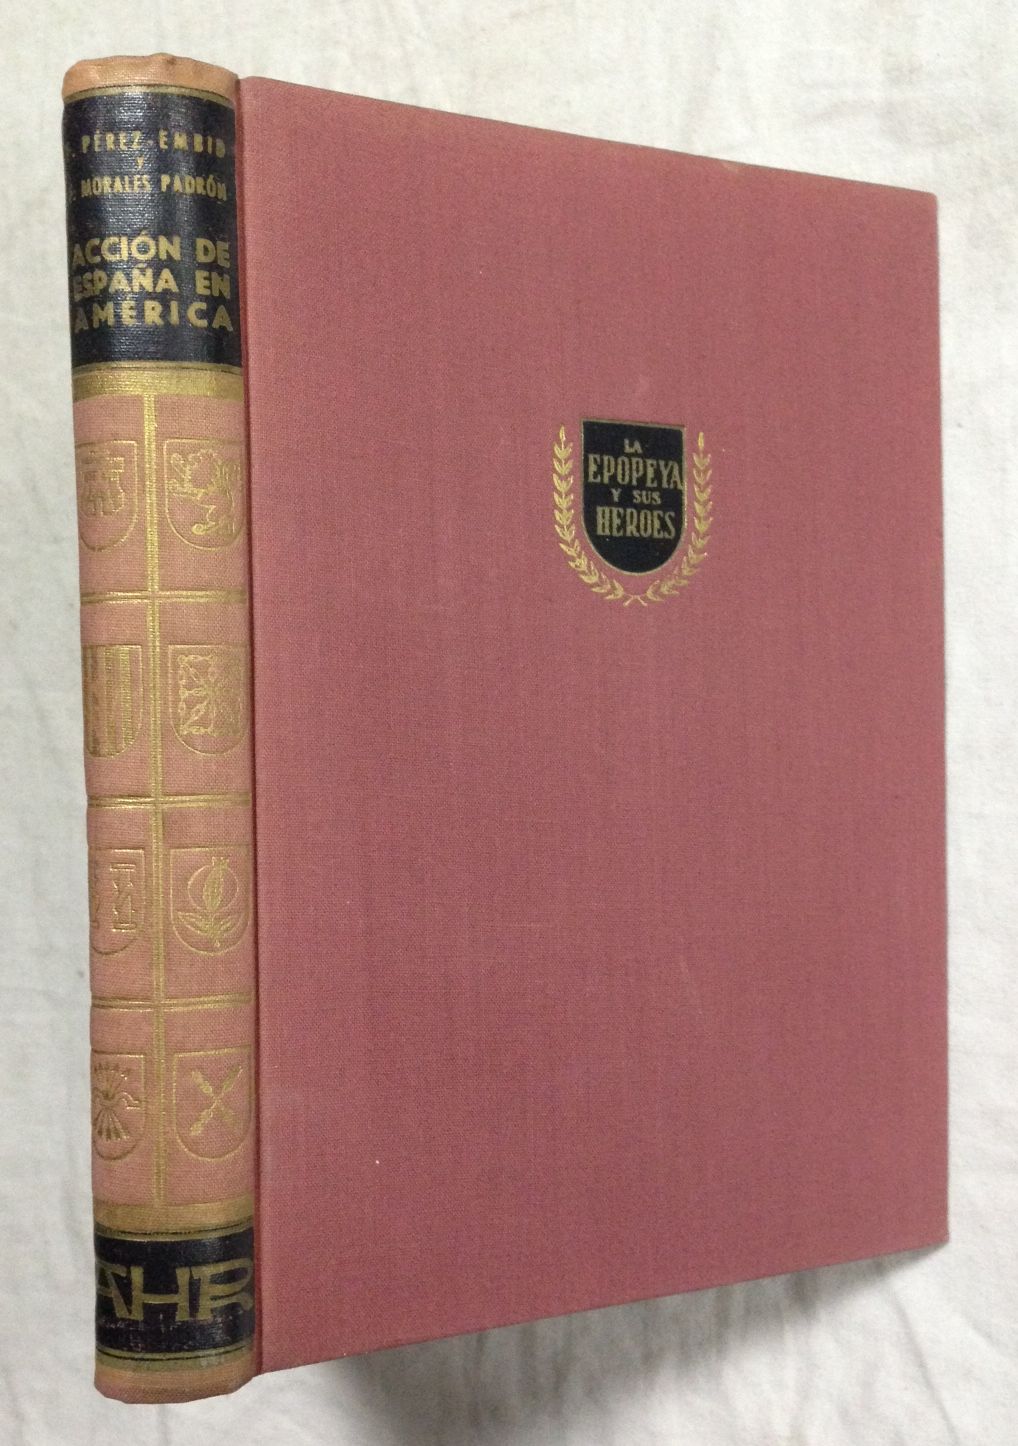 PÉREZ-EMBID
Y
F. MORALES PADRÓN
ACCIÓN DE
ESPAÑA EN
AMÉRICA
AHR
LA
EPOPEYA
Y SUS
HEROES